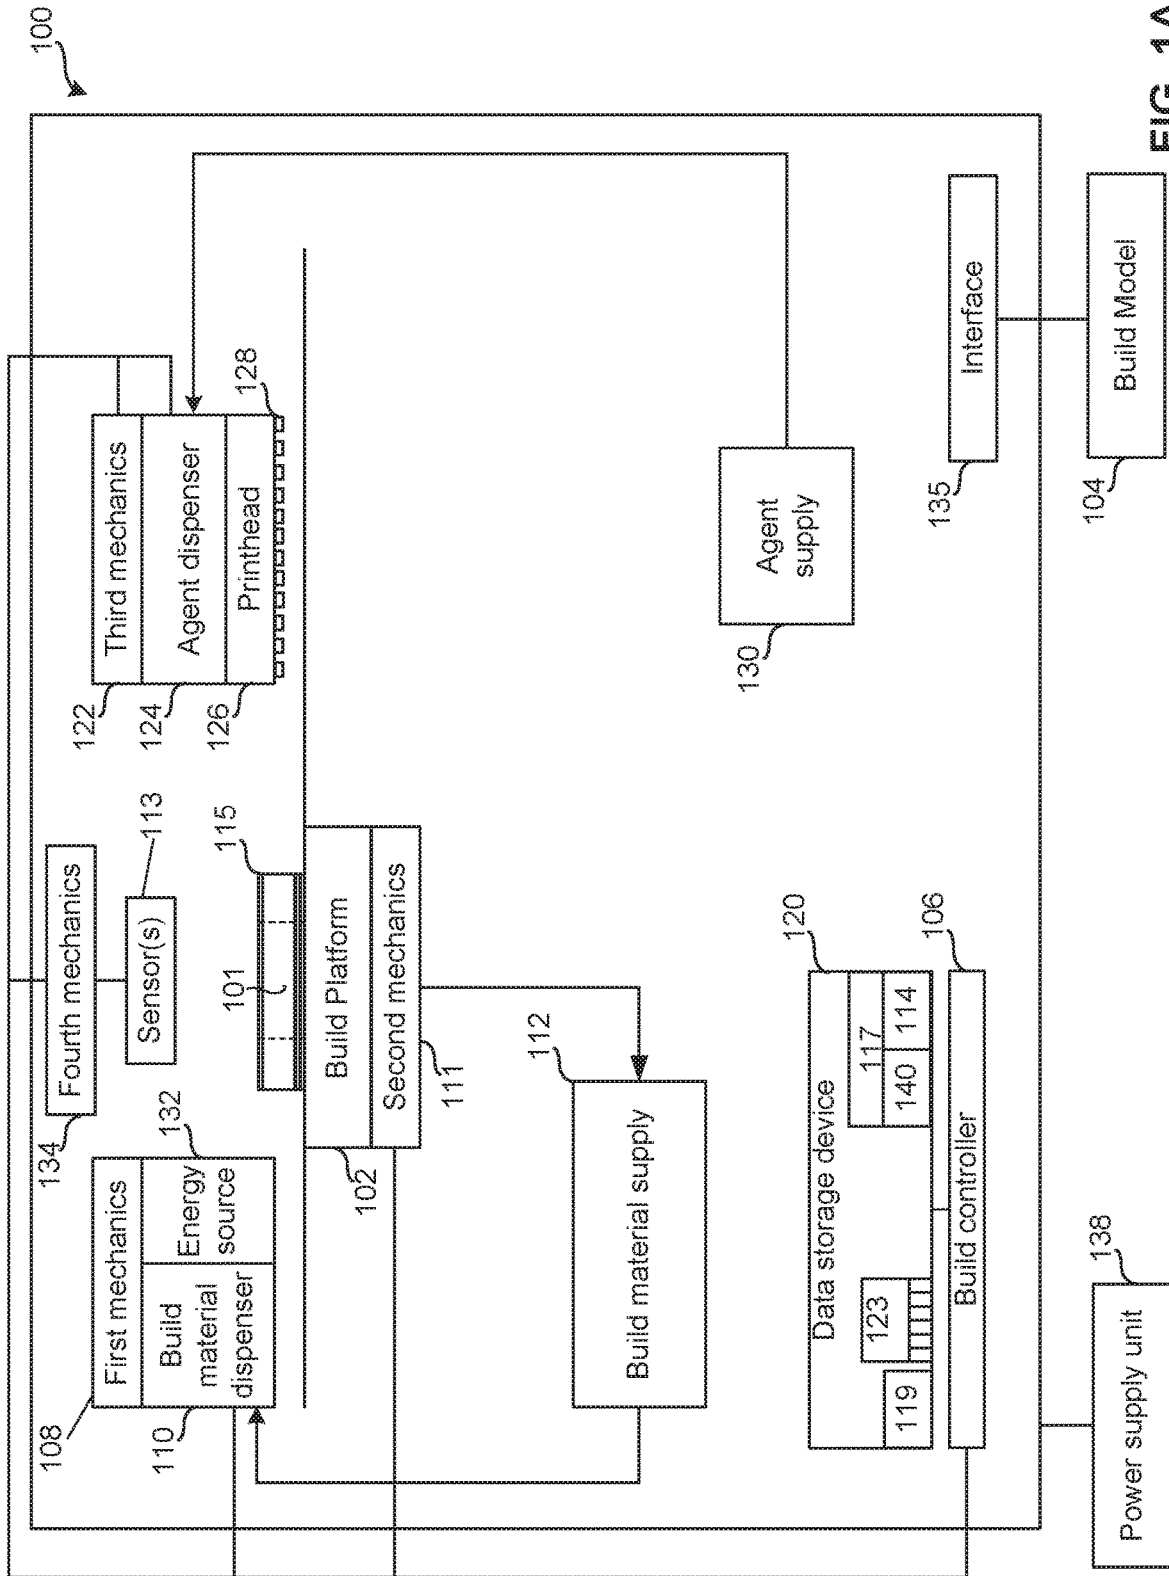 100
108
134
Fourth mechanics
122
First mechanics
Third mechanics
113
Sensor(s)
110
124
Build
material
dispenser
Energy
source
132
Agent dispenser
126
Printhead
128
115
101
102
Build Platform
Second mechanics
111
112
Build material supply
130
Agent
supply
120
Data storage device
117
123
119
140
114
106
Build controller
135
Interface
138
104
Power supply unit
Build Model
FIG. 1A